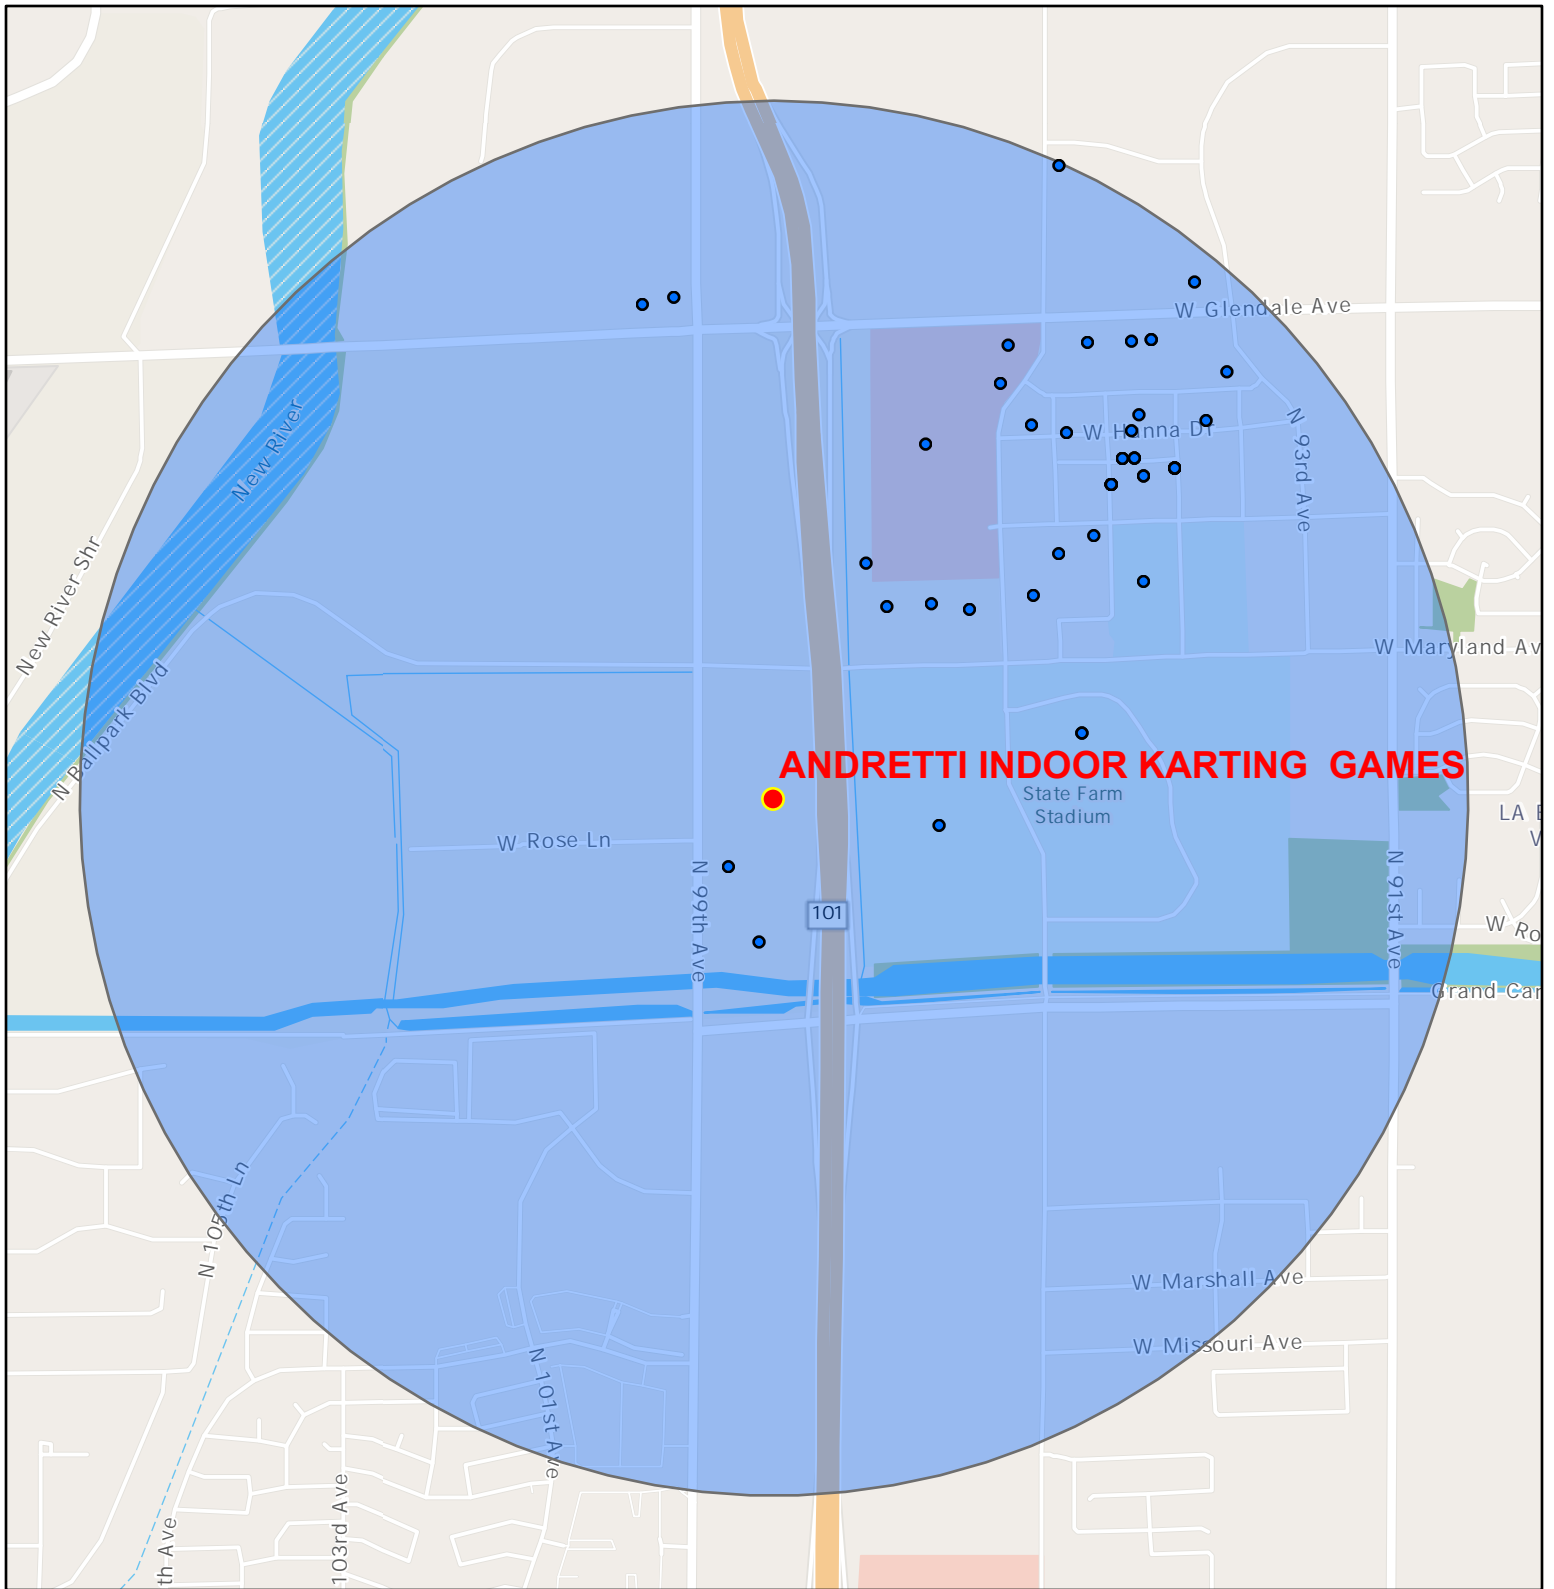 W Glendale Ave
New River
W Hanna Dr
N 93rd Ave
New River Shr
W Maryland Av
N Ballpark Blvd
ANDRETTI INDOOR KARTING  GAMES
State Farm
Stadium
LA
W Rose Ln
N 99th Ave
N 91st Ave
101
W Ro
Grand Can
N 105th Ln
W Marshall Ave
W Missouri Ave
N 101st Ave
103rd Ave
th Ave